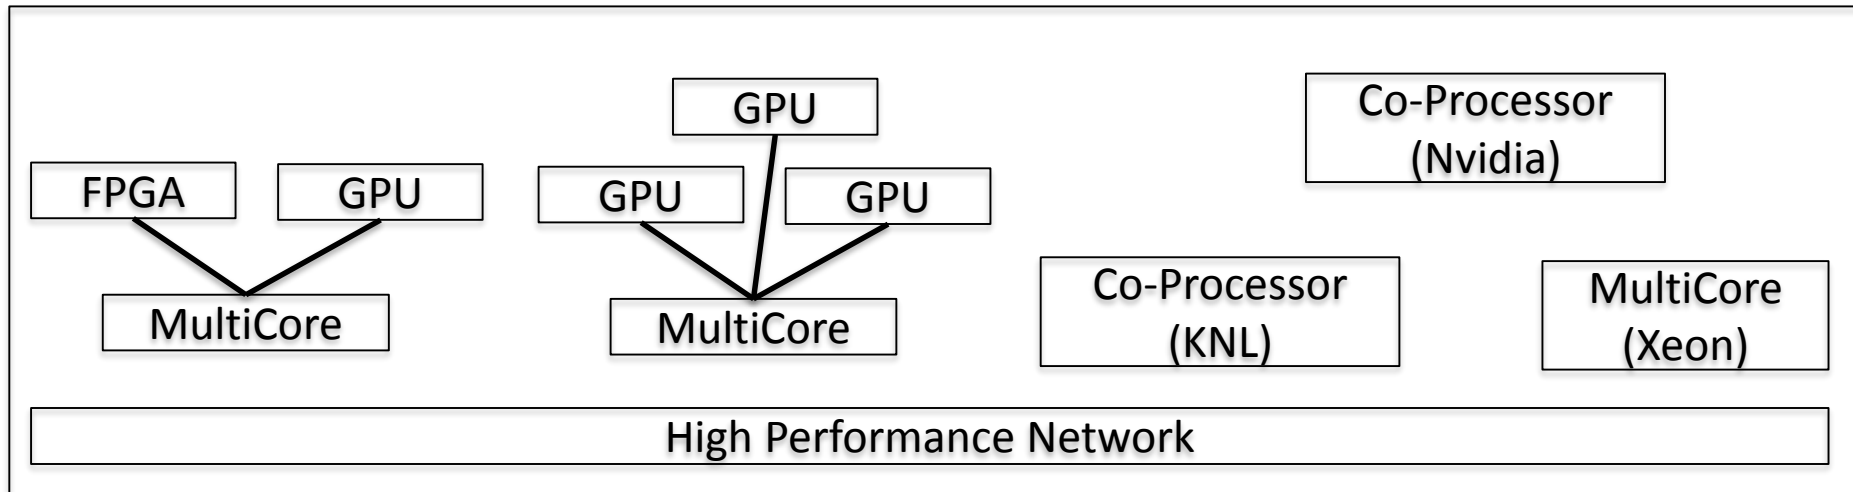 FPGA
GPU
MultiCore
GPU
GPU
GPU
MultiCore
Co-Processor
(Nvidia)
Co-Processor
(KNL)
MultiCore
(Xeon)
High Performance Network